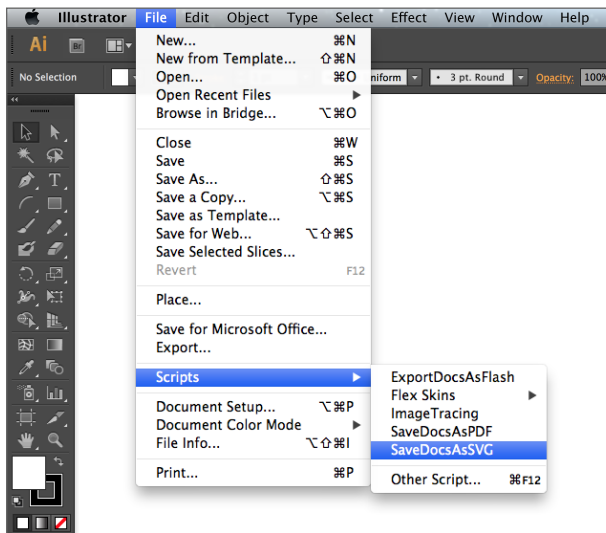 Illustrator File Edit Object Type Select Effect View Window Help
Ai Br
No Selection niform 3 pt. Round Opacity: 100%
New... ⌘N
New from Template... ⇧⌘N
Open... ⌘O
Open Recent Files
Browse in Bridge... ⌥⌘O
Close ⌘W
Save ⌘S
Save As... ⇧⌘S
Save a Copy... ⌥⌘S
Save as Template...
Save for Web... ⌥⇧⌘S
Save Selected Slices...
Revert F12
Place...
Save for Microsoft Office...
Export...
Scripts
ExportDocsAsFlash
Flex Skins
ImageTracing
SaveDocsAsPDF
SaveDocsAsSVG
Other Script... ⌘F12
Document Setup... ⌥⌘P
Document Color Mode
File Info... ⌥⇧⌘I
Print... ⌘P